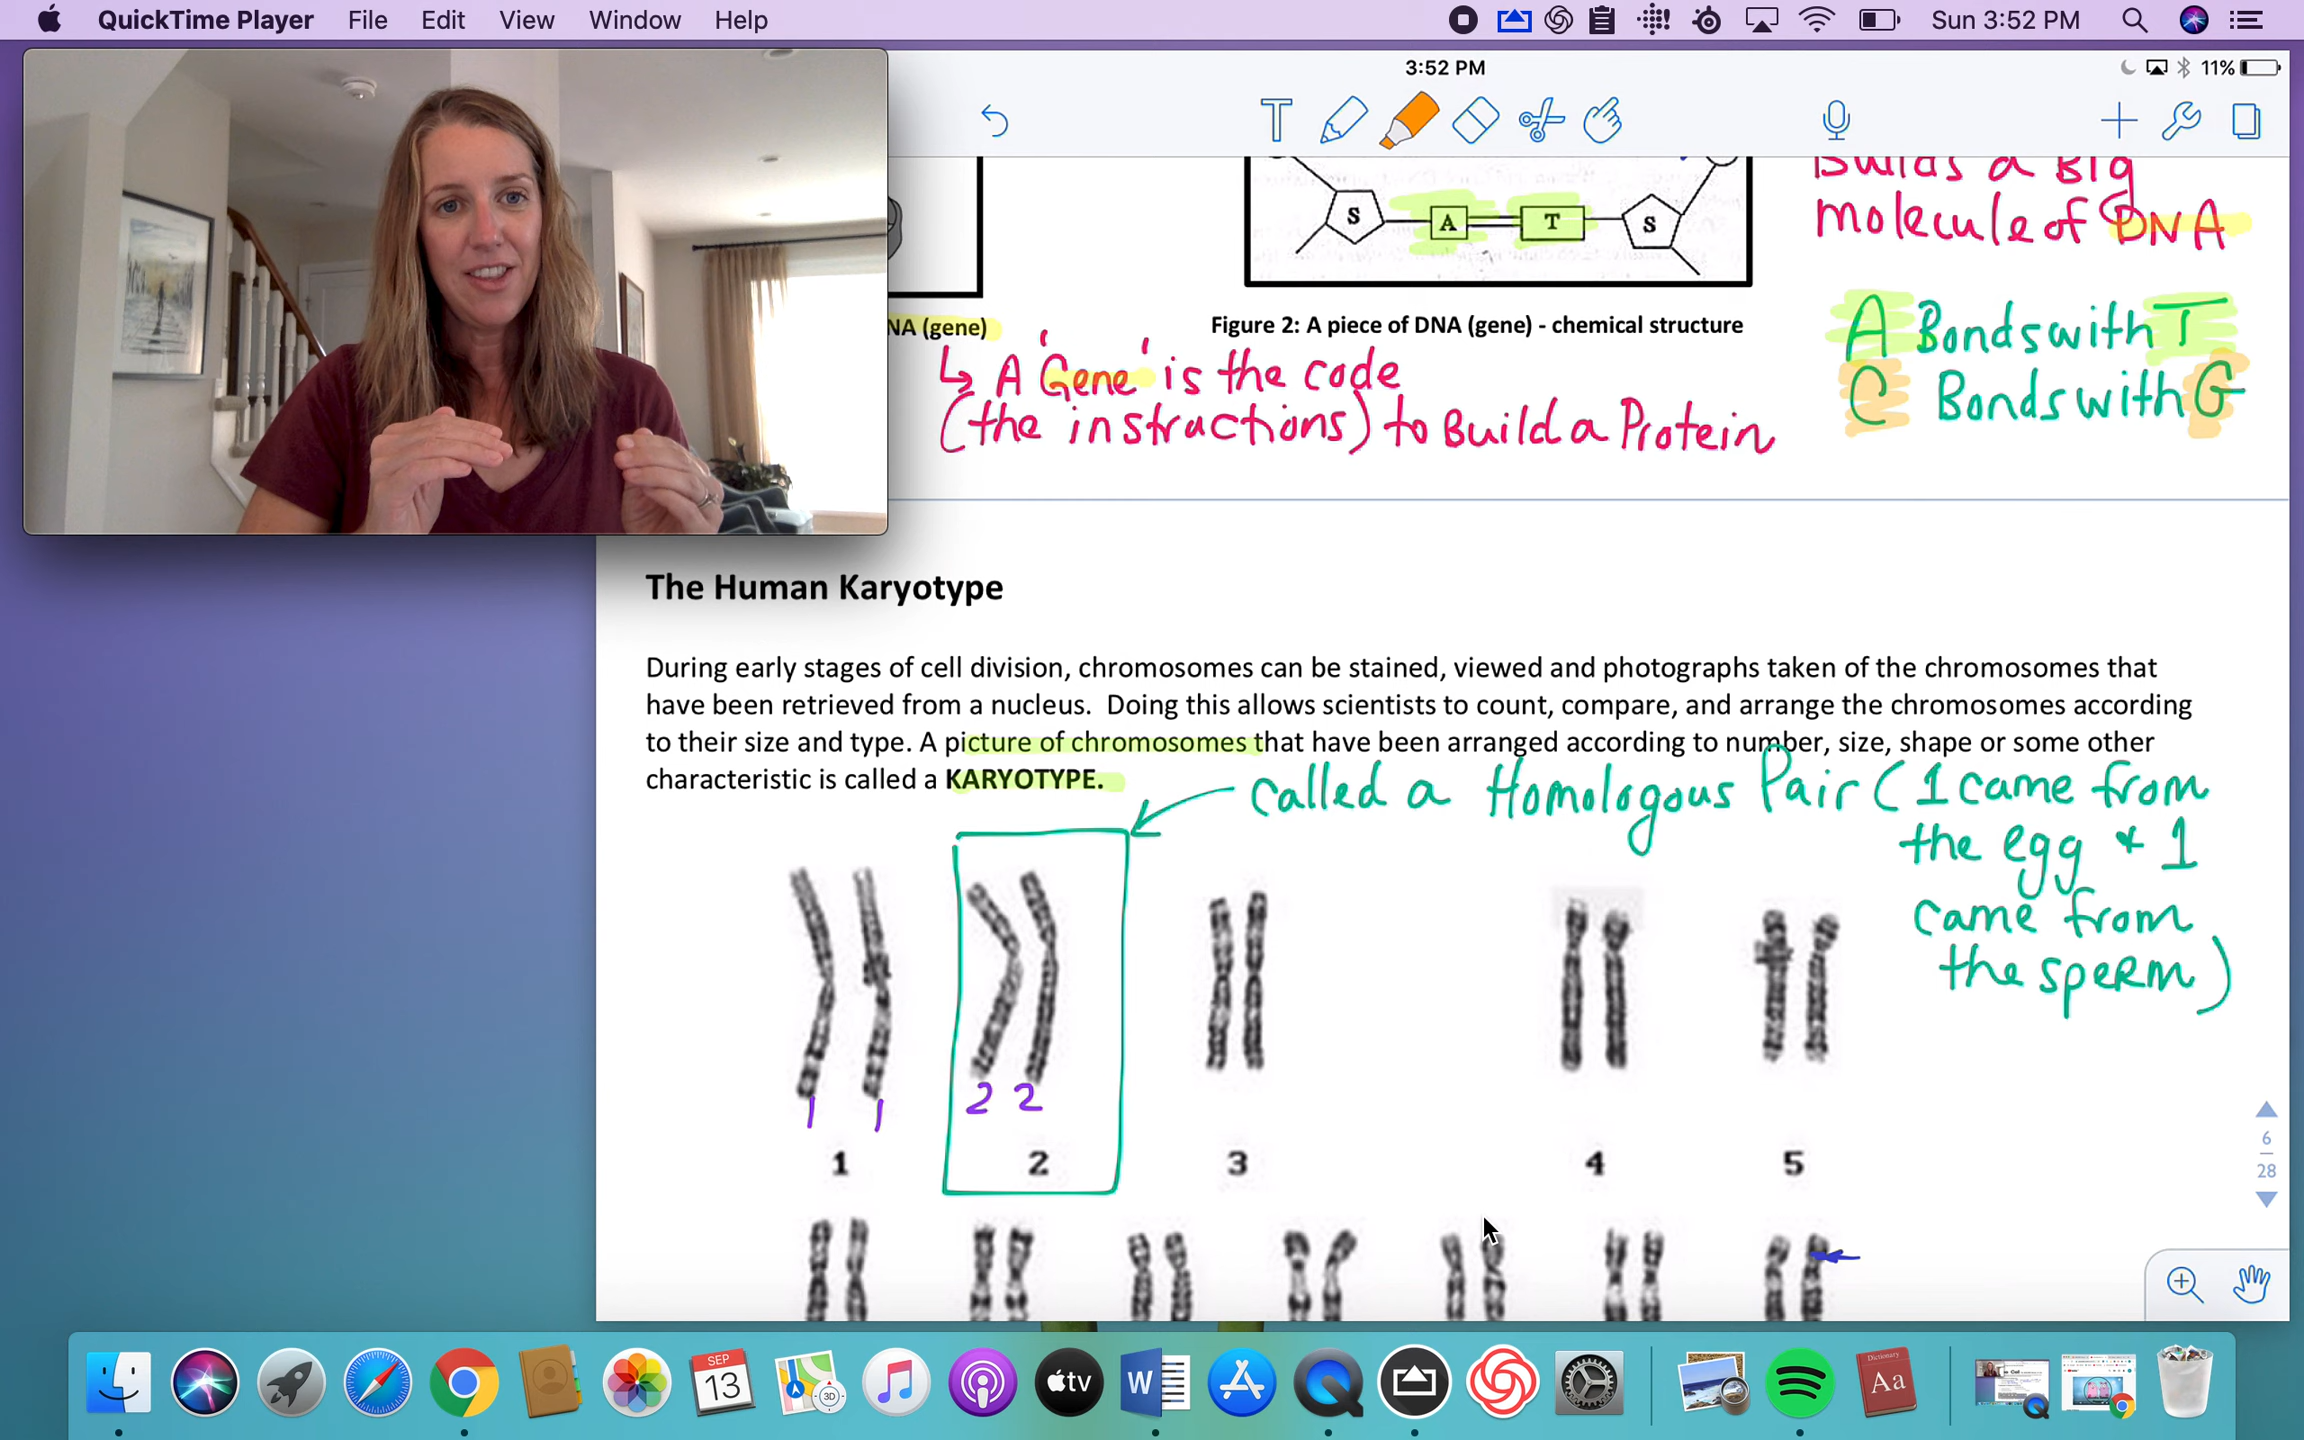 QuickTime Player File Edit View Window Help Sun 3:52 PM
3:52 PM 11%
T
Builds a Big
molecule of DNA
S A T S
A Bonds with T
C Bonds with G
NA (gene)
Figure 2: A piece of DNA (gene) - chemical structure
↳ A 'Gene' is the code
(the instructions) to Build a Protein
The Human Karyotype
During early stages of cell division, chromosomes can be stained, viewed and photographs taken of the chromosomes that
have been retrieved from a nucleus. Doing this allows scientists to count, compare, and arrange the chromosomes according
to their size and type. A picture of chromosomes that have been arranged according to number, size, shape or some other
characteristic is called a KARYOTYPE.
called a Homologous Pair (1 came from
the egg + 1
came from
the sperm)
1 1 2 2
1 2 3 4 5
6
28
SEP
13
3D
tv
W
Dictionary
Aa